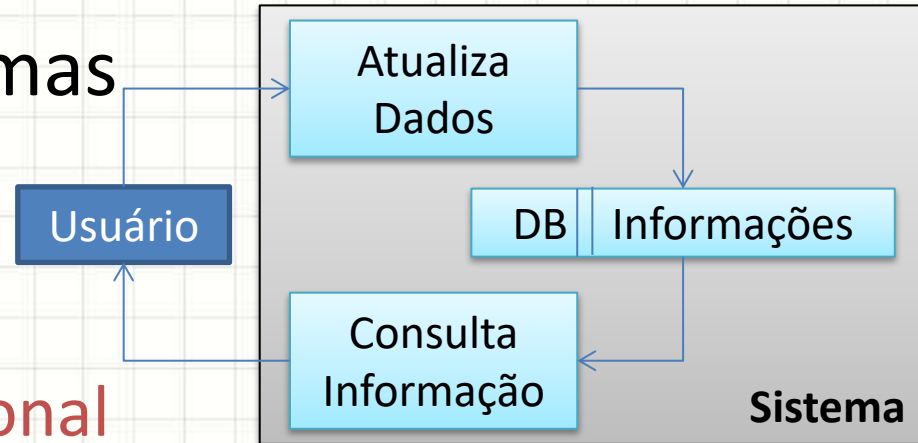 mas
Atualiza
Dados
Usuário
DB Informações
Consulta
Informação
onal
Sistema